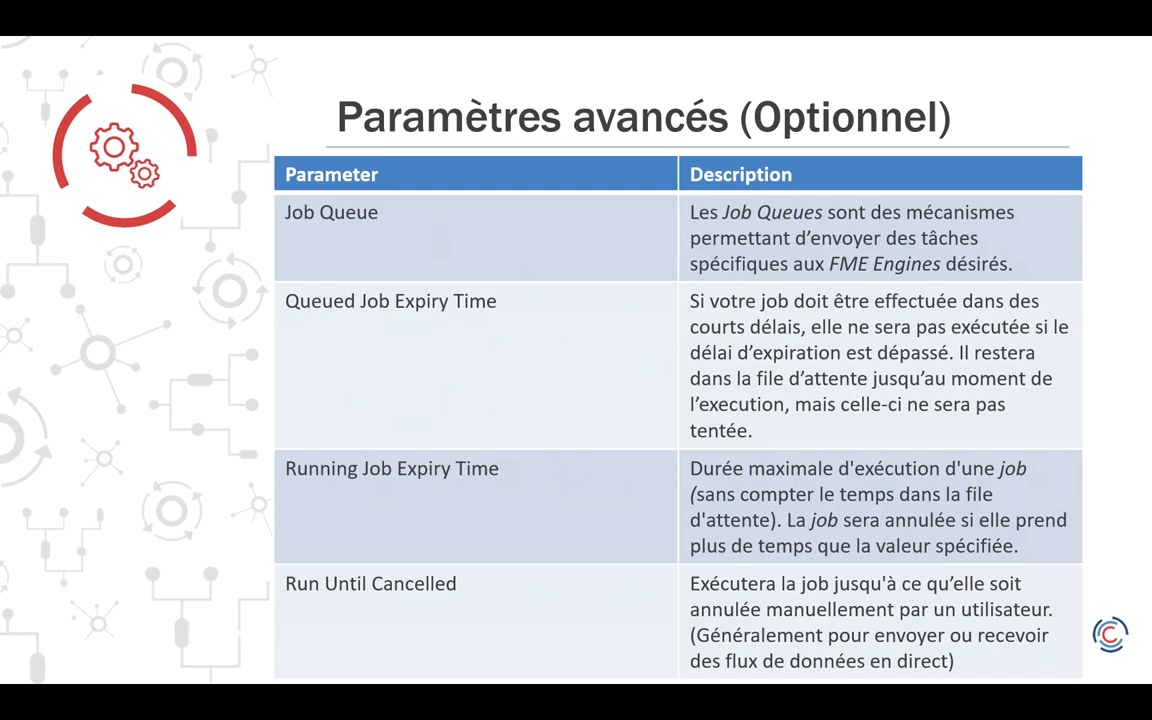 Paramètres avancés (Optionnel)
Parameter
Description
Job Queue
Les Job Queues sont des mécanismes
permettant d’envoyer des tâches
spécifiques aux FME Engines désirés.
Queued Job Expiry Time
Si votre job doit être effectuée dans des
courts délais, elle ne sera pas exécutée si le
délai d’expiration est dépassé. Il restera
dans la file d’attente jusqu’au moment de
l’execution, mais celle-ci ne sera pas
tentée.
Running Job Expiry Time
Durée maximale d'exécution d'une job
(sans compter le temps dans la file
d'attente). La job sera annulée si elle prend
plus de temps que la valeur spécifiée.
Run Until Cancelled
Exécutera la job jusqu'à ce qu’elle soit
annulée manuellement par un utilisateur.
(Généralement pour envoyer ou recevoir
des flux de données en direct)